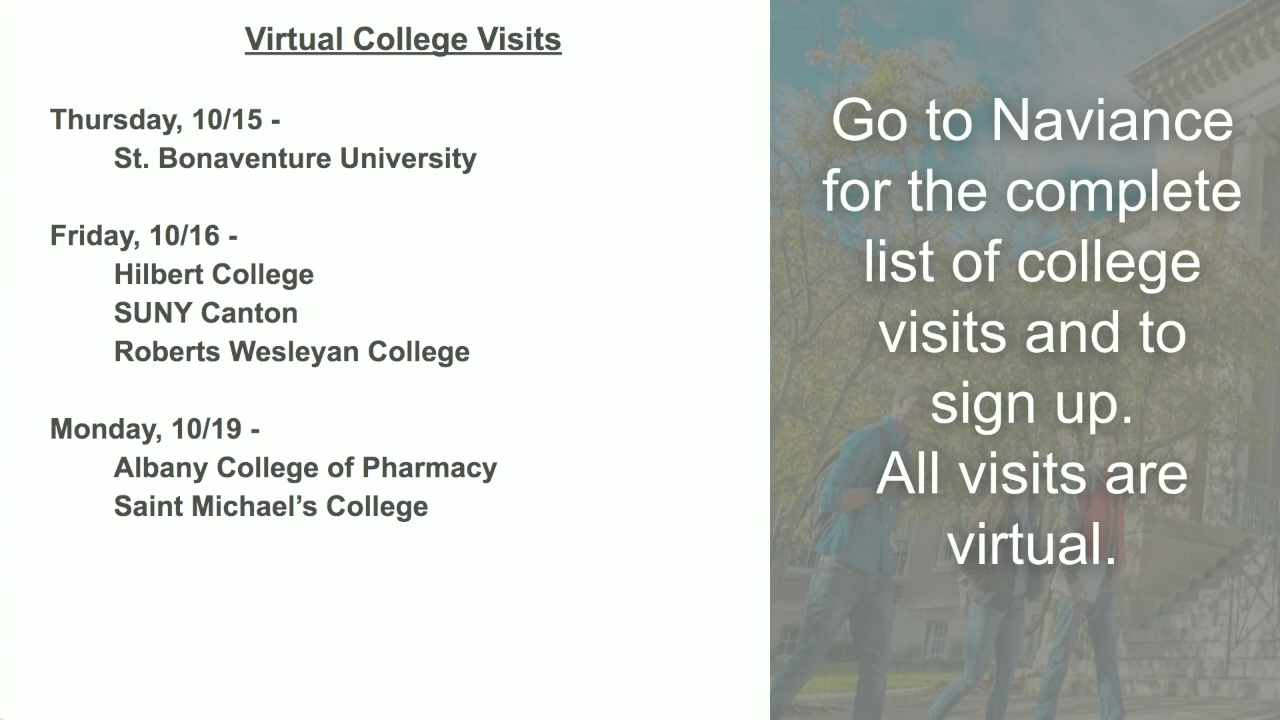 Virtual College Visits
Thursday, 10/15 -
St. Bonaventure University
Friday, 10/16 -
Hilbert College
SUNY Canton
Roberts Wesleyan College
Monday, 10/19 -
Albany College of Pharmacy
Saint Michael’s College
Go to Naviance
for the complete
list of college
visits and to
sign up.
All visits are
virtual.